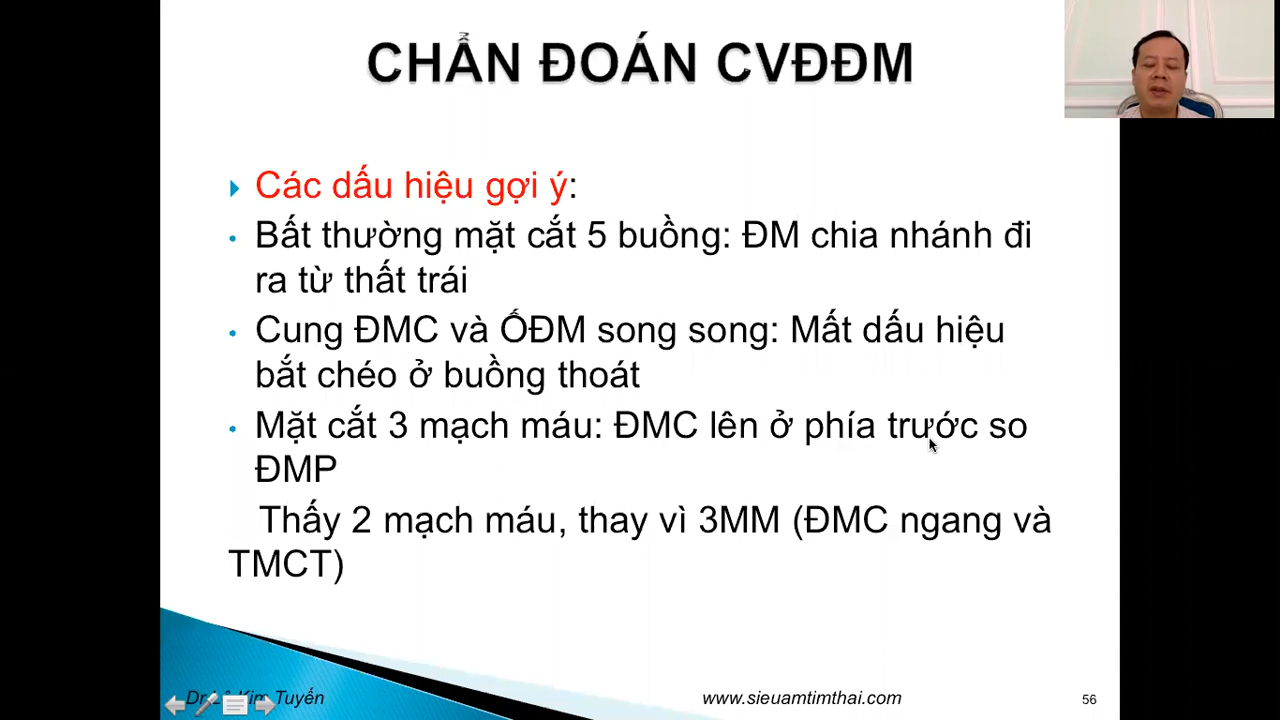 CHẨN ĐOÁN CVĐĐM
Các dấu hiệu gợi ý:
Bất thường mặt cắt 5 buồng: ĐM chia nhánh đi
ra từ thất trái
Cung ĐMC và ỐĐM song song: Mất dấu hiệu
bắt chéo ở buồng thoát
Mặt cắt 3 mạch máu: ĐMC lên ở phía trước so
ĐMP
Thấy 2 mạch máu, thay vì 3MM (ĐMC ngang và
TMCT)
Dr Lê Kim Tuyến
www.sieuamtimthai.com
56